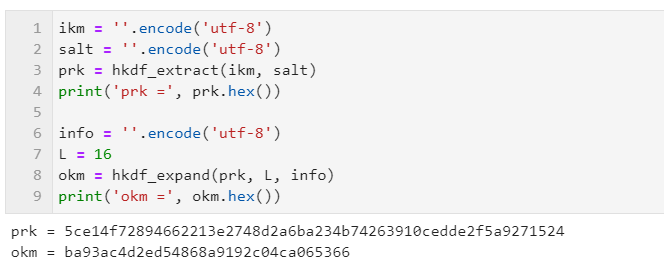 1 ikm = ''.encode('utf-8')
2 salt = ''.encode('utf-8')
3 prk = hkdf_extract(ikm, salt)
4 print('prk =', prk.hex())
5
6 info = ''.encode('utf-8')
7 L = 16
8 okm = hkdf_expand(prk, L, info)
9 print('okm =', okm.hex())
prk = 5ce14f72894662213e2748d2a6ba234b74263910cedde2f5a9271524
okm = ba93ac4d2ed54868a9192c04ca065366